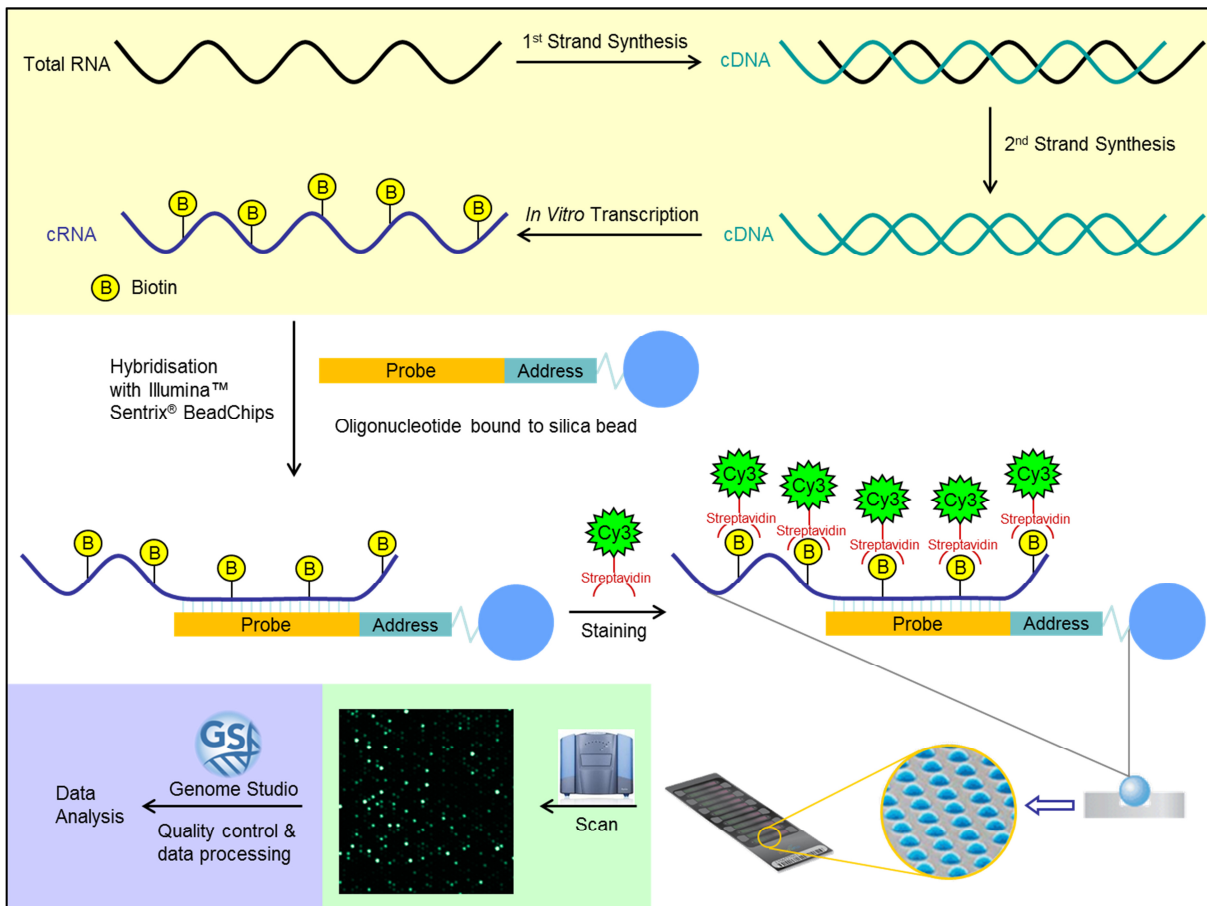 Total RNA
1st Strand Synthesis
cDNA
2nd Strand Synthesis
cDNA
In Vitro Transcription
B
B
B
B
B
cRNA
B Biotin
Hybridisation
with Illumina™
Sentrix® BeadChips
Probe Address
Oligonucleotide bound to silica bead
B
B
B
B
B
Probe Address
Cy3
Streptavidin
Staining
Cy3
Cy3
Cy3
Cy3
Cy3
Streptavidin
Streptavidin
Streptavidin
Streptavidin
Streptavidin
B
B
B
B
B
Probe Address
Scan
GS
Genome Studio
Quality control &
data processing
Data
Analysis